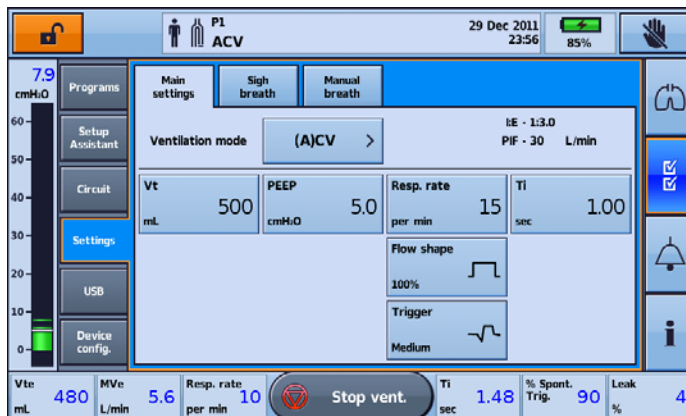 P1
ACV
29 Dec 2011
23:56
85%
7.9
cmH₂O
60
50
40
30
20
10
0
Programs
Setup
Assistant
Circuit
Settings
USB
Device
config.
Main
settings
Sigh
breath
Manual
breath
Ventilation mode
(A)CV >
I:E - 1:3.0
PIF - 30 L/min
Vt
500
mL
PEEP
5.0
cmH₂O
Resp. rate
15
per min
Ti
1.00
sec
Flow shape
100%
Trigger
Medium
i
Vte
480
mL
MVe
5.6
L/min
Resp. rate
10
per min
Stop vent.
Ti
1.48
sec
% Spont.
Trig.
90
Leak
4
%